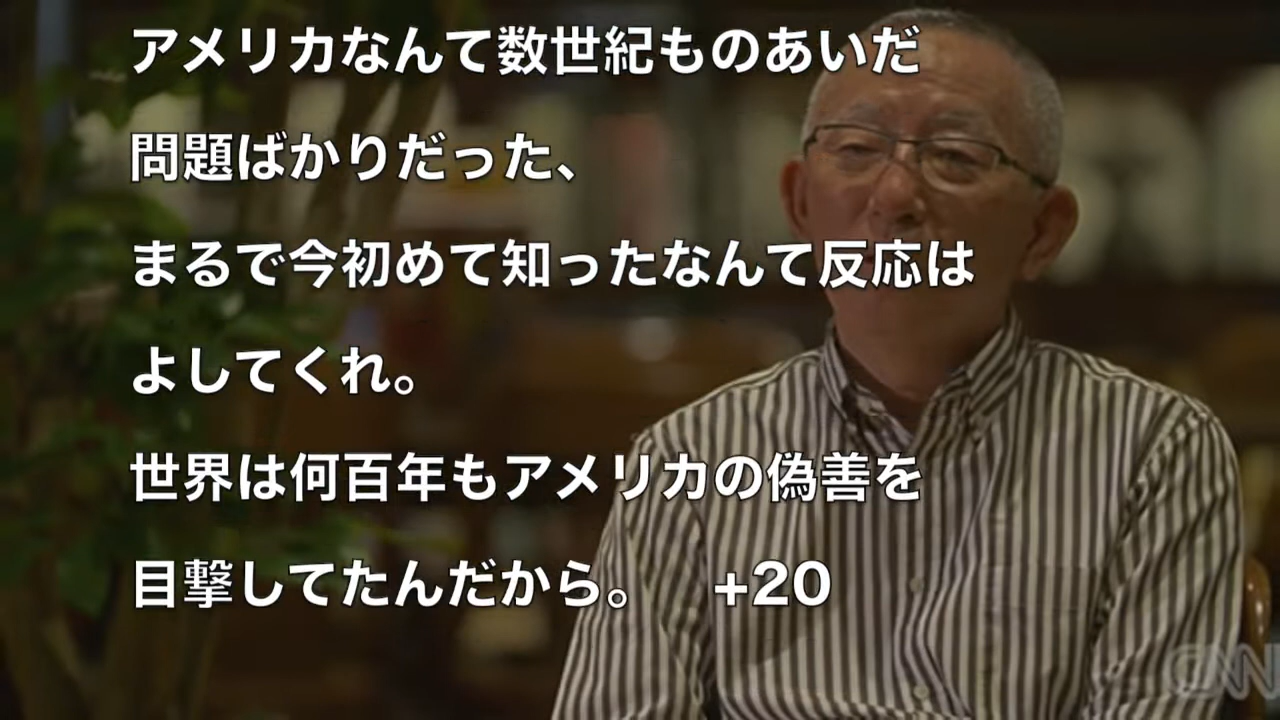 アメリカなんて数世紀ものあいだ
問題ばかりだった、
まるで今初めて知ったなんて反応は
よしてくれ。
世界は何百年もアメリカの偽善を
目撃してたんだから。 +20
CNN